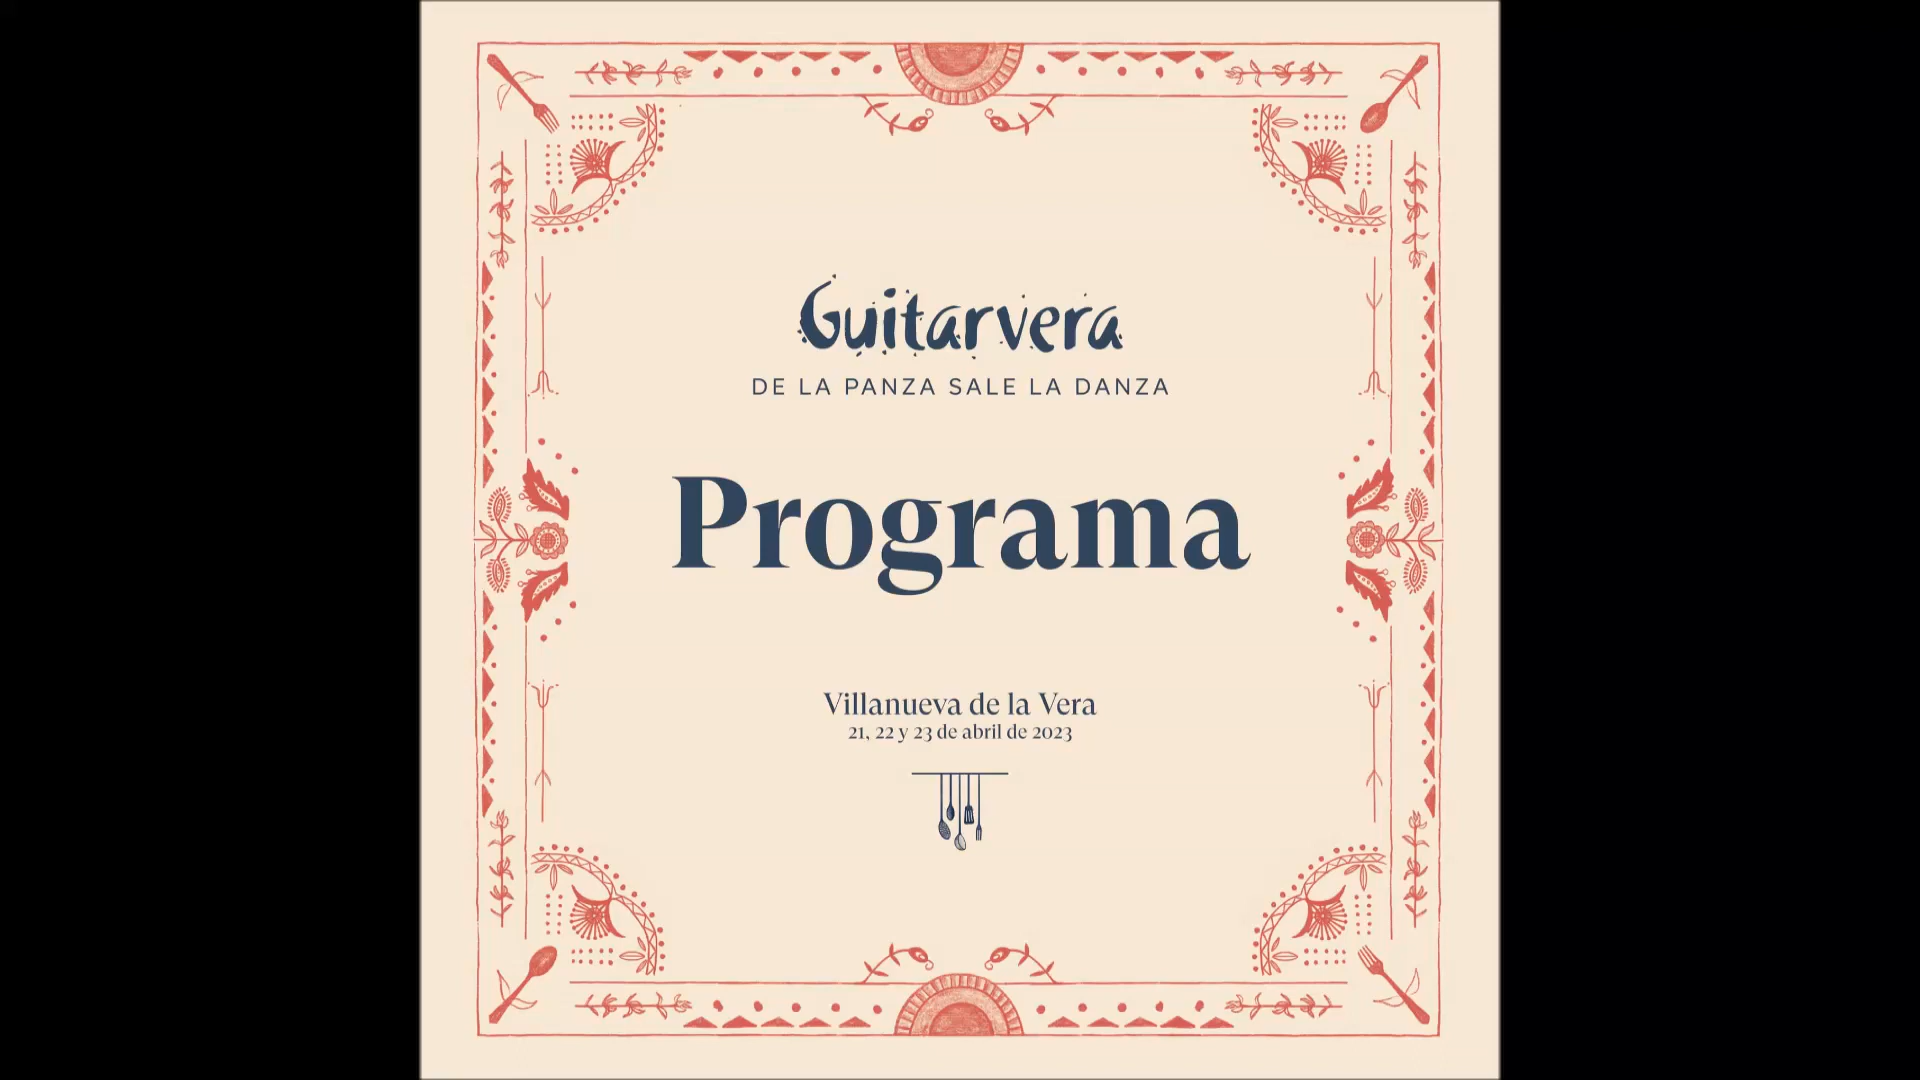 Guitarvera
DE LA PANZA SALE LA DANZA
Programa
Villanueva de la Vera
21, 22 y 23 de abril de 2023